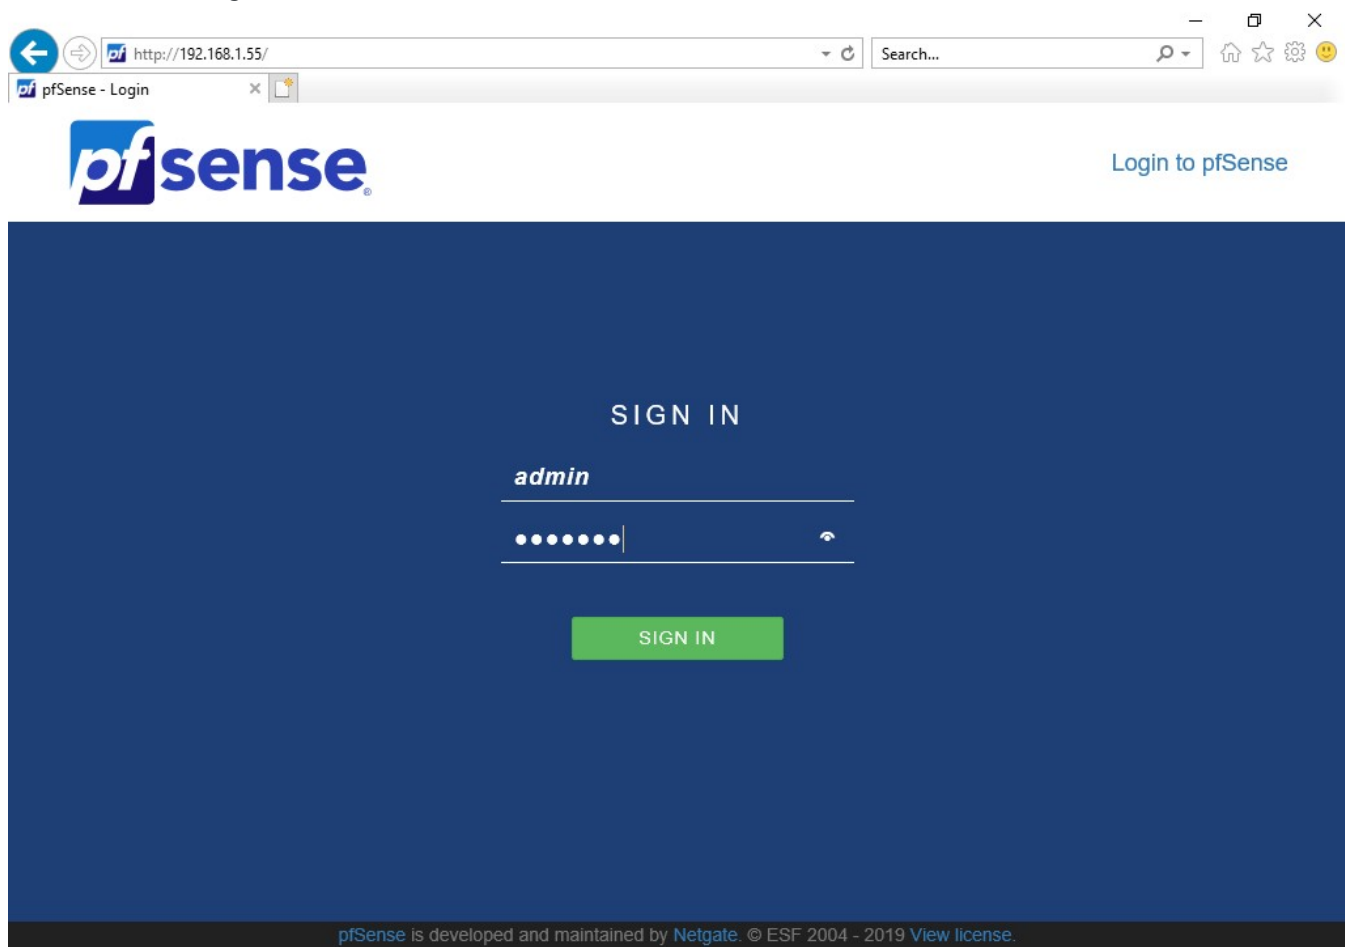 http://192.168.1.55/
Search...
pf pfSense - Login
pfsense®
Login to pfSense
SIGN IN
admin
●●●●●●●
SIGN IN
pfSense is developed and maintained by Netgate. © ESF 2004 - 2019 View license.